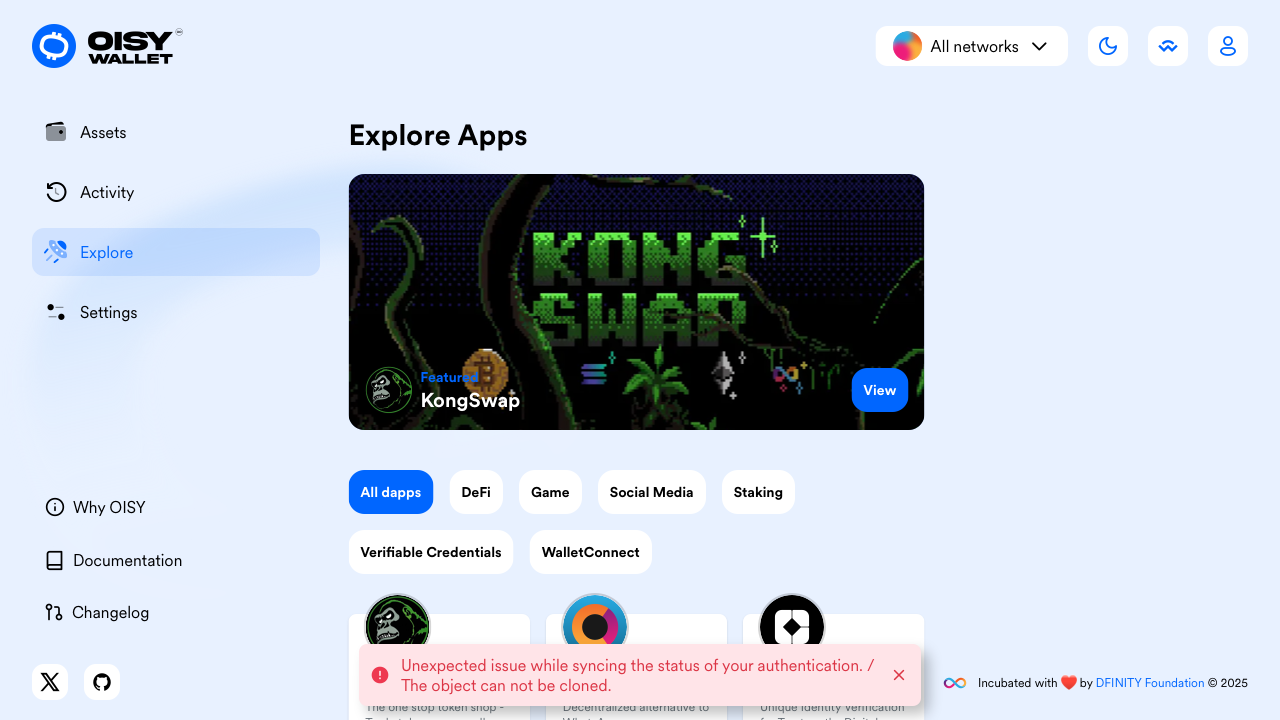 OISY
WALLET
All networks
Assets
Activity
Explore
Settings
Why OISY
Documentation
Changelog
Explore Apps
KONG
SWAP
Featured
KongSwap
View
All dapps
DeFi
Game
Social Media
Staking
Verifiable Credentials
WalletConnect
Unexpected issue while syncing the status of your authentication. /
The object can not be cloned.
The one stop token shop -
Decentralized alternative to
Unique Identity Verification
Incubated with ❤️ by DFINITY Foundation © 2025